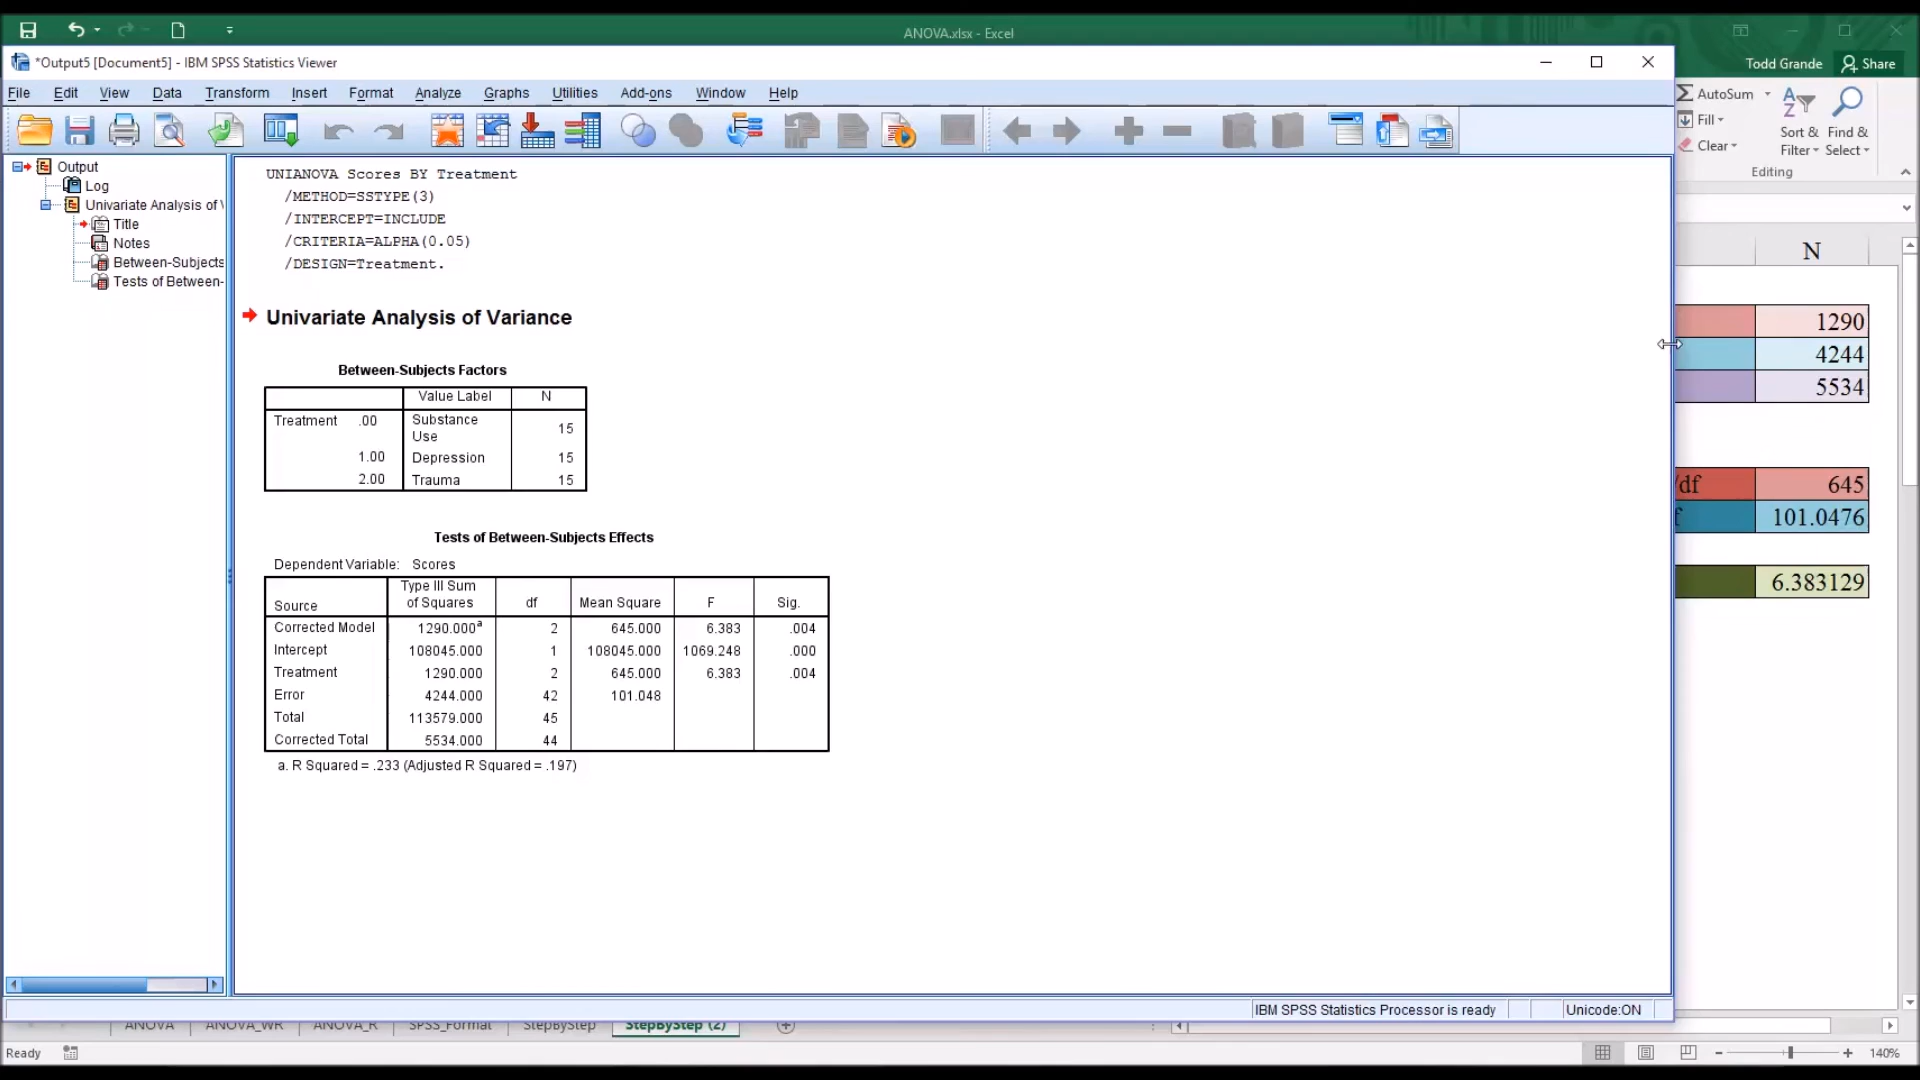 ANOVA.xlsx - Excel
Todd Grande Share
*Output5 [Document5] - IBM SPSS Statistics Viewer
File Edit View Data Transform Insert Format Analyze Graphs Utilities Add-ons Window Help
AutoSum
Fill
Clear
Sort & Filter
Find & Select
Editing
Output
Log
Univariate Analysis of
Title
Notes
Between-Subjects
Tests of Between-
UNIANOVA Scores BY Treatment
/METHOD=SSTYPE(3)
/INTERCEPT=INCLUDE
/CRITERIA=ALPHA(0.05)
/DESIGN=Treatment.
Univariate Analysis of Variance
Between-Subjects Factors
Value Label N
Treatment .00 Substance Use 15
1.00 Depression 15
2.00 Trauma 15
Tests of Between-Subjects Effects
Dependent Variable: Scores
Source Type III Sum of Squares df Mean Square F Sig.
Corrected Model 1290.000a 2 645.000 6.383 .004
Intercept 108045.000 1 108045.000 1069.248 .000
Treatment 1290.000 2 645.000 6.383 .004
Error 4244.000 42 101.048
Total 113579.000 45
Corrected Total 5534.000 44
a. R Squared = .233 (Adjusted R Squared = .197)
N
1290
4244
5534
/df 645
f 101.0476
6.383129
IBM SPSS Statistics Processor is ready Unicode:ON
ANOVA ANOVA_WR ANOVA_R SPSS_Format StepByStep StepByStep (2)
Ready 140%